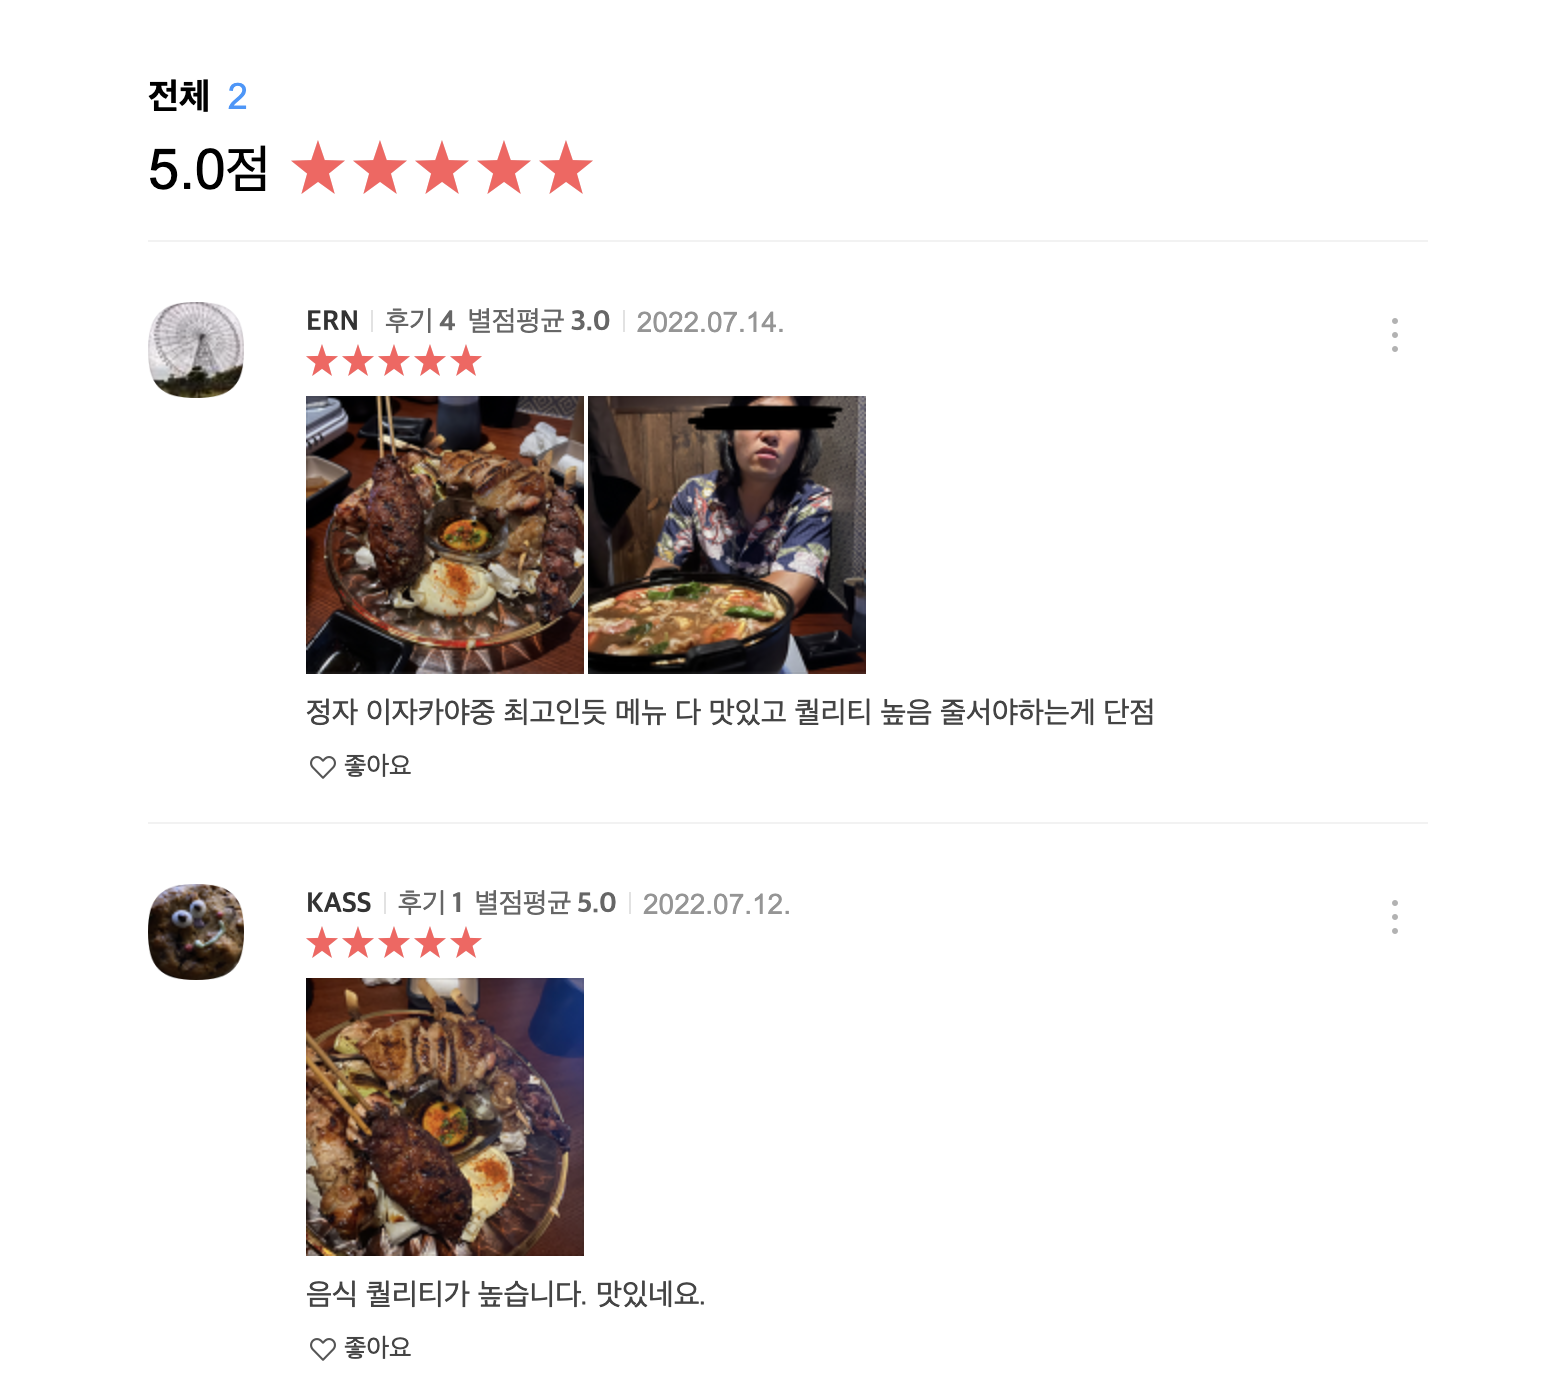 전체 2
5.0점 ★★★★★
ERN | 후기 4 별점평균 3.0 | 2022.07.14.
★★★★★
정자 이자카야중 최고인듯 메뉴 다 맛있고 퀄리티 높음 줄서야하는게 단점
♡ 좋아요
KASS | 후기 1 별점평균 5.0 | 2022.07.12.
★★★★★
음식 퀄리티가 높습니다. 맛있네요.
♡ 좋아요